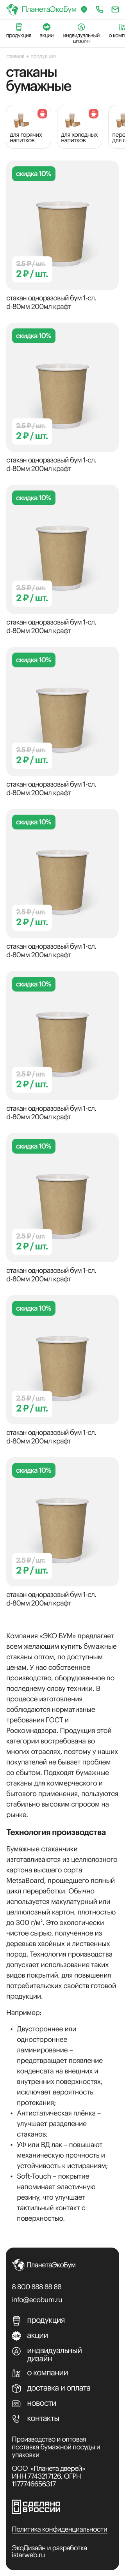 ПланетаЭкоБум
продукция
акции
индвидуальный
дизайн
о комп
главная • продукция
стаканы
бумажные
для горячих
напитков
для холодных
напитков
скидка 10%
2.5 ₽ / шт.
2 ₽ / шт.
стакан одноразовый бум 1-сл.
d-80мм 200мл крафт
скидка 10%
2.5 ₽ / шт.
2 ₽ / шт.
стакан одноразовый бум 1-сл.
d-80мм 200мл крафт
скидка 10%
2.5 ₽ / шт.
2 ₽ / шт.
стакан одноразовый бум 1-сл.
d-80мм 200мл крафт
скидка 10%
2.5 ₽ / шт.
2 ₽ / шт.
стакан одноразовый бум 1-сл.
d-80мм 200мл крафт
скидка 10%
2.5 ₽ / шт.
2 ₽ / шт.
стакан одноразовый бум 1-сл.
d-80мм 200мл крафт
скидка 10%
2.5 ₽ / шт.
2 ₽ / шт.
стакан одноразовый бум 1-сл.
d-80мм 200мл крафт
скидка 10%
2.5 ₽ / шт.
2 ₽ / шт.
стакан одноразовый бум 1-сл.
d-80мм 200мл крафт
скидка 10%
2.5 ₽ / шт.
2 ₽ / шт.
стакан одноразовый бум 1-сл.
d-80мм 200мл крафт
скидка 10%
2.5 ₽ / шт.
2 ₽ / шт.
стакан одноразовый бум 1-сл.
d-80мм 200мл крафт
Компания «ЭКО БУМ» предлагает
всем желающим купить бумажные
стаканы оптом, по доступным
ценам. У нас собственное
производство, оборудованное по
последнему слову техники. В
процессе изготовления
соблюдаются нормативные
требования ГОСТ и
Роскомнадзора. Продукция этой
категории востребована во
многих отраслях, поэтому у наших
покупателей не бывает проблем
со сбытом. Подходят бумажные
стаканы для коммерческого и
бытового применения, пользуются
стабильно высоким спросом на
рынке.
Технология производства
Бумажные стаканчики
изготавливаются из целлюлозного
картона высшего сорта
MetsaBoard, прошедшего полный
цикл переработки. Обычно
используется макулатурный или
целлюлозный картон, плотностью
до 300 г/м². Это экологически
чистое сырьё, полученное из
деревьев хвойных и лиственных
пород. Технология производства
допускает использование таких
видов покрытий, для повышения
потребительских свойств готовой
продукции.
Например:
• Двустороннее или
одностороннее
ламинирование –
предотвращает появление
конденсата на внешних и
внутренних поверхностях,
исключает вероятность
протекания;
• Антистатическая плёнка –
улучшает разделение
стаканов;
• УФ или ВД лак – повышают
механическую прочность и
устойчивость к истираниям;
• Soft-Touch – покрытие
напоминает эластичную
резину, что улучшает
тактильный контакт с
поверхностью.
ПланетаЭкоБум
8 800 888 88 88
info@ecobum.ru
продукция
акции
индвидуальный
дизайн
о компании
доставка и оплата
новости
контакты
Производство и оптовая
поставка бумажной посуды и
упаковки
ООО «Планета дверей»
ИНН 7743217126, ОГРН
1177746656317
СДЕЛАНО
В РОССИИ
Политика конфиденциальности
ЭкоДизайн и разработка
istarweb.ru